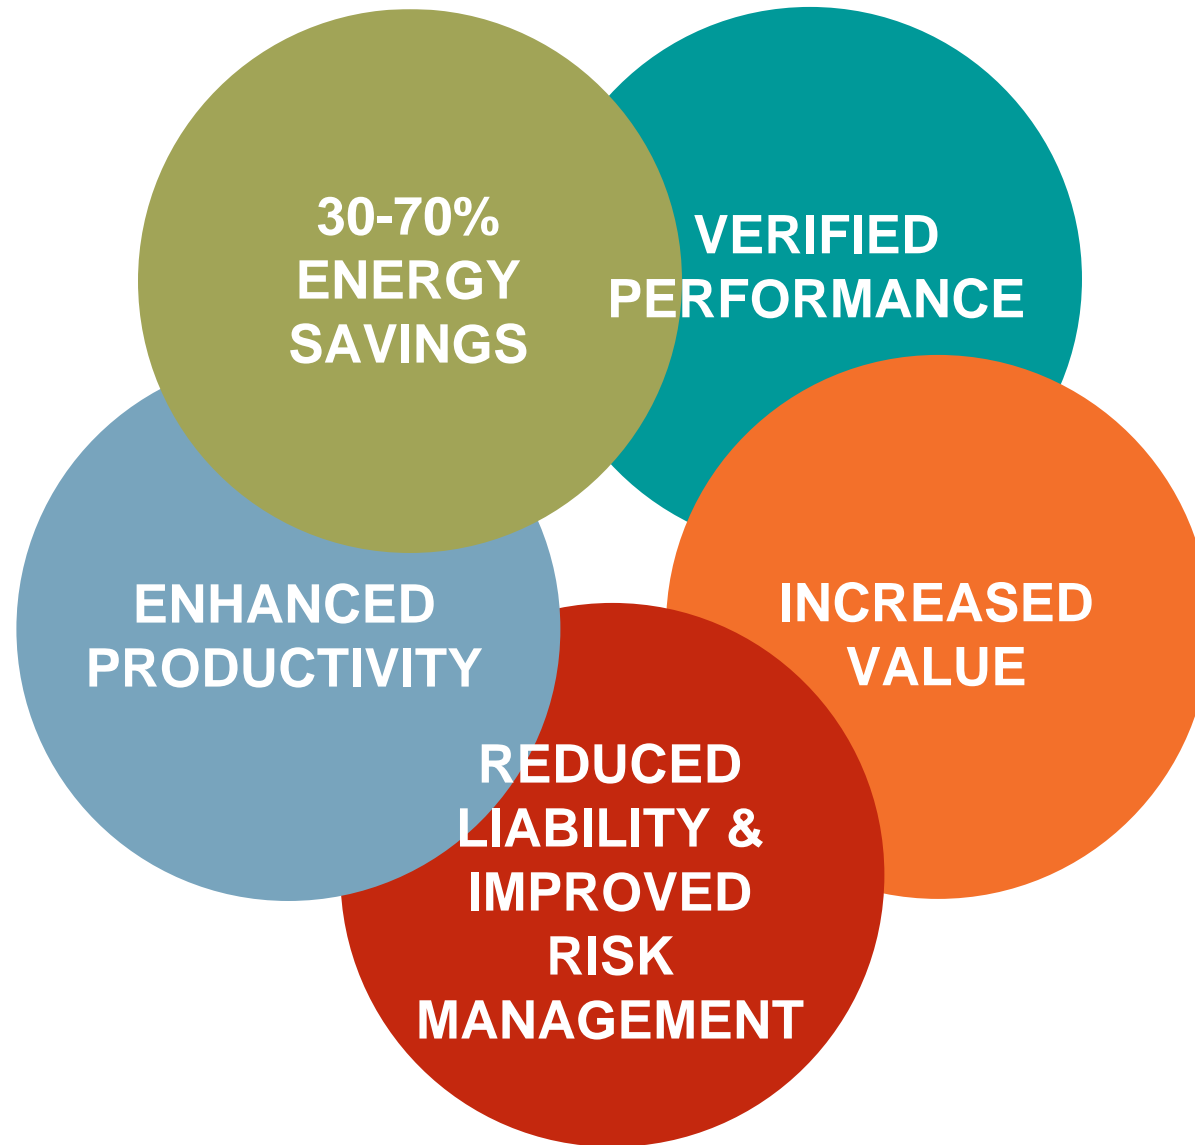 30-70%
ENERGY
SAVINGS
VERIFIED
PERFORMANCE
INCREASED
VALUE
REDUCED
LIABILITY &
IMPROVED
RISK
MANAGEMENT
ENHANCED
PRODUCTIVITY